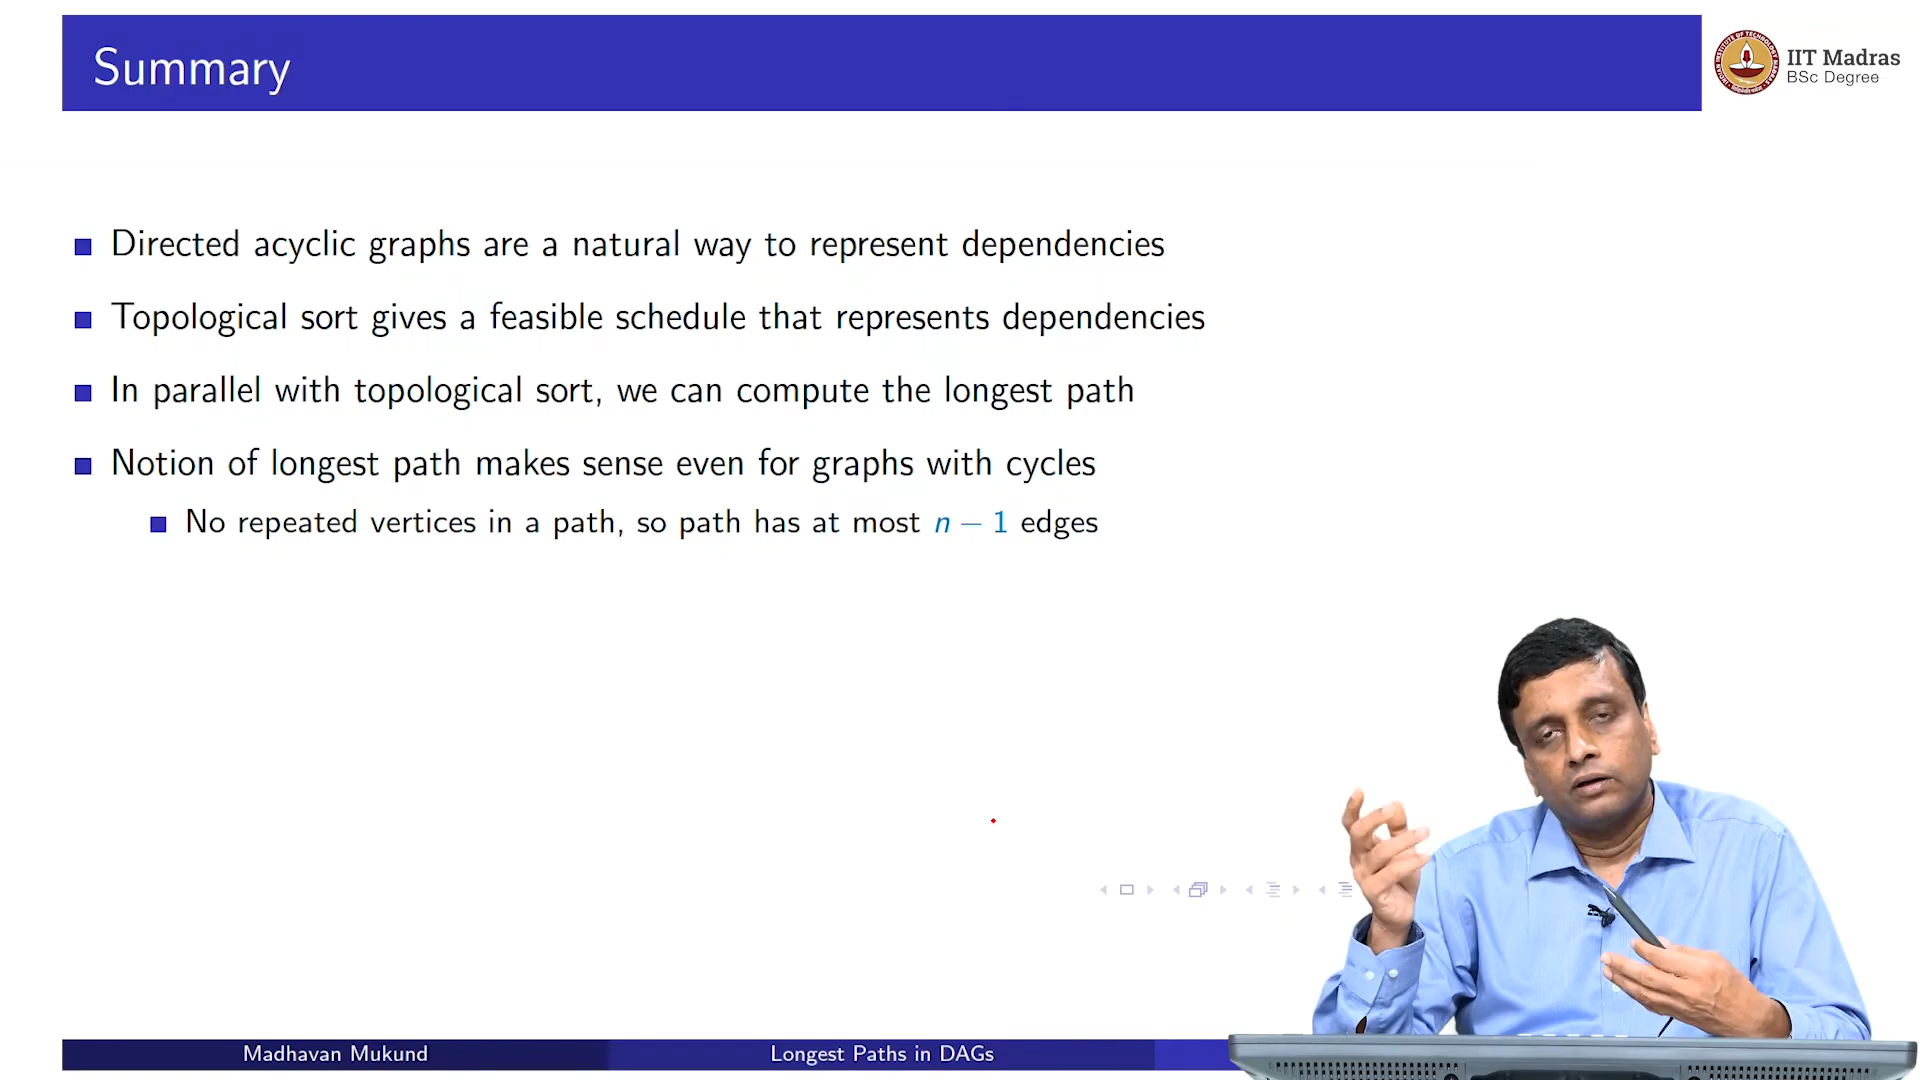 Summary
IIT Madras
BSc Degree
Directed acyclic graphs are a natural way to represent dependencies
Topological sort gives a feasible schedule that represents dependencies
In parallel with topological sort, we can compute the longest path
Notion of longest path makes sense even for graphs with cycles
No repeated vertices in a path, so path has at most n − 1 edges
Madhavan Mukund
Longest Paths in DAGs